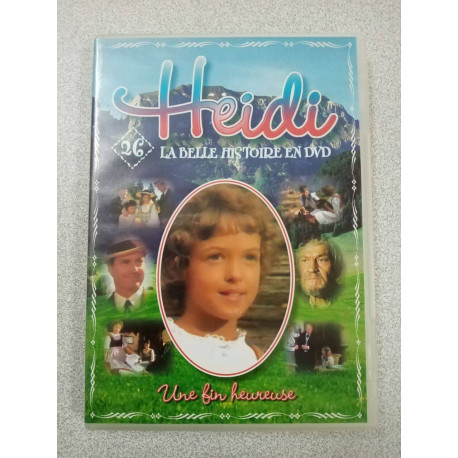 Heidi
26
LA BELLE HISTOIRE EN DVD
Une fin heureuse